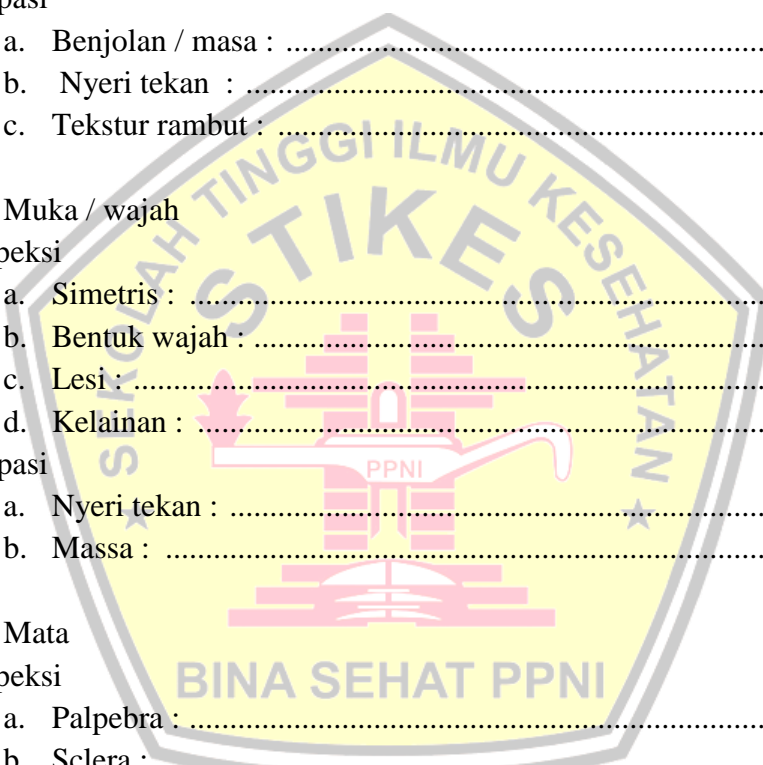 pasi
a. Benjolan / masa : ................................................................
b. Nyeri tekan : ................................................................
c. Tekstur rambut : ................................................................
Muka / wajah
peksi
a. Simetris : ................................................................
b. Bentuk wajah : ................................................................
c. Lesi : ................................................................
d. Kelainan : ................................................................
pasi
a. Nyeri tekan : ................................................................
b. Massa : ................................................................
Mata
peksi
a. Palpebra : ................................................................
b. Sclera :
SEKOLAH TINGGI ILMU KESEHATAN
STIKES
PPNI
BINA SEHAT PPNI